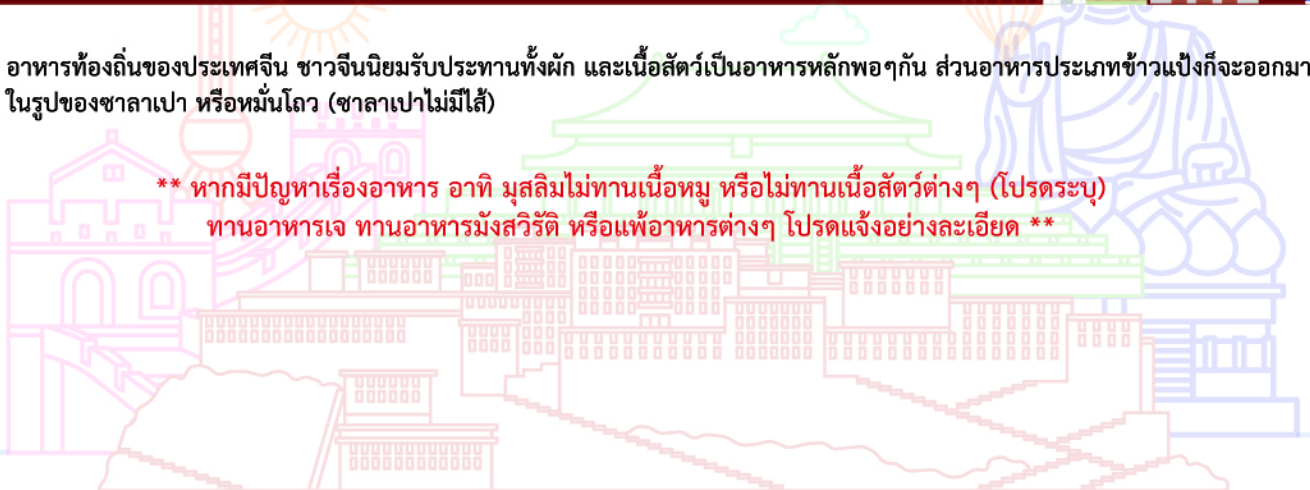 อาหารท้องถิ่นของประเทศจีน ชาวจีนนิยมรับประทานทั้งผัก และเนื้อสัตว์เป็นอาหารหลักพอๆกัน ส่วนอาหารประเภทข้าวแป้งก็จะออกมา
ในรูปของซาลาเปา หรือหมั่นโถว (ซาลาเปาไม่มีไส้)
** หากมีปัญหาเรื่องอาหาร อาทิ มุสลิมไม่ทานเนื้อหมู หรือไม่ทานเนื้อสัตว์ต่างๆ (โปรดระบุ)
ทานอาหารเจ ทานอาหารมังสวิรัติ หรือแพ้อาหารต่างๆ โปรดแจ้งอย่างละเอียด **